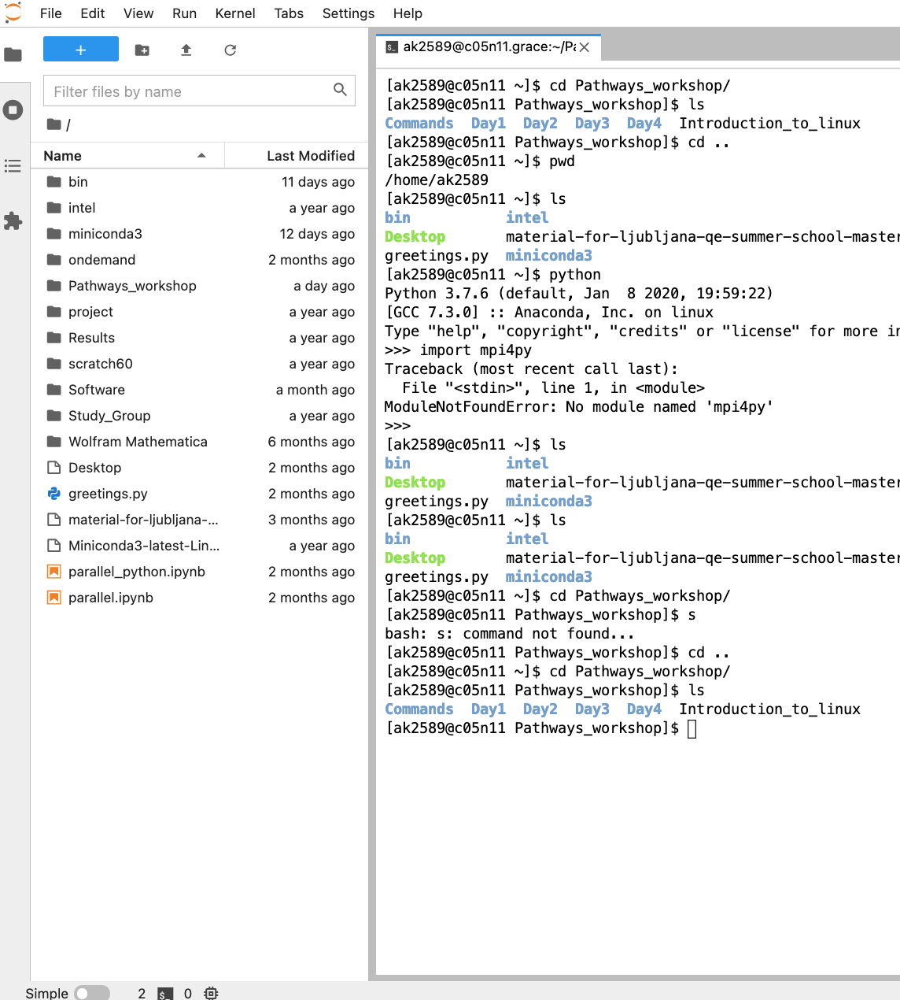 File Edit View Run Kernel Tabs Settings Help
+
Filter files by name
/
Name Last Modified
bin 11 days ago
intel a year ago
miniconda3 12 days ago
ondemand 2 months ago
Pathways_workshop a day ago
project a year ago
Results a year ago
scratch60 a year ago
Software a month ago
Study_Group a year ago
Wolfram Mathematica 6 months ago
Desktop 2 months ago
greetings.py 2 months ago
material-for-ljubljana-... 3 months ago
Miniconda3-latest-Lin... a year ago
parallel_python.ipynb 2 months ago
parallel.ipynb 2 months ago
ak2589@c05n11.grace:~/Pa
[ak2589@c05n11 ~]$ cd Pathways_workshop/
[ak2589@c05n11 Pathways_workshop]$ ls
Commands Day1 Day2 Day3 Day4 Introduction_to_linux
[ak2589@c05n11 Pathways_workshop]$ cd ..
[ak2589@c05n11 ~]$ pwd
/home/ak2589
[ak2589@c05n11 ~]$ ls
bin intel
Desktop material-for-ljubljana-qe-summer-school-master
greetings.py miniconda3
[ak2589@c05n11 ~]$ python
Python 3.7.6 (default, Jan  8 2020, 19:59:22)
[GCC 7.3.0] :: Anaconda, Inc. on linux
Type "help", "copyright", "credits" or "license" for more in
>>> import mpi4py
Traceback (most recent call last):
  File "<stdin>", line 1, in <module>
ModuleNotFoundError: No module named 'mpi4py'
>>>
[ak2589@c05n11 ~]$ ls
bin intel
Desktop material-for-ljubljana-qe-summer-school-master
greetings.py miniconda3
[ak2589@c05n11 ~]$ ls
bin intel
Desktop material-for-ljubljana-qe-summer-school-master
greetings.py miniconda3
[ak2589@c05n11 ~]$ cd Pathways_workshop/
[ak2589@c05n11 Pathways_workshop]$ s
bash: s: command not found...
[ak2589@c05n11 Pathways_workshop]$ cd ..
[ak2589@c05n11 ~]$ cd Pathways_workshop/
[ak2589@c05n11 Pathways_workshop]$ ls
Commands Day1 Day2 Day3 Day4 Introduction_to_linux
[ak2589@c05n11 Pathways_workshop]$
Simple 2 $_ 0